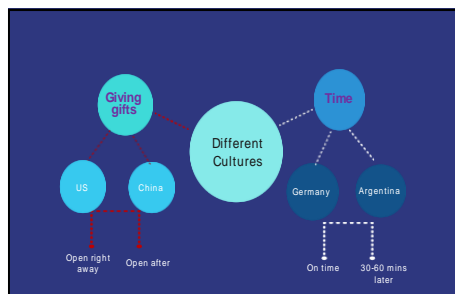 Giving
gifts
Time
Different
Cultures
US
China
Germany
Argentina
Open right
away
Open after
On time
30-60 mins
later